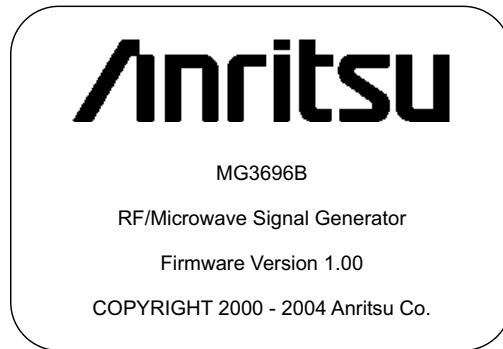 Anritsu
MG3696B
RF/Microwave Signal Generator
Firmware Version 1.00
COPYRIGHT 2000 - 2004 Anritsu Co.